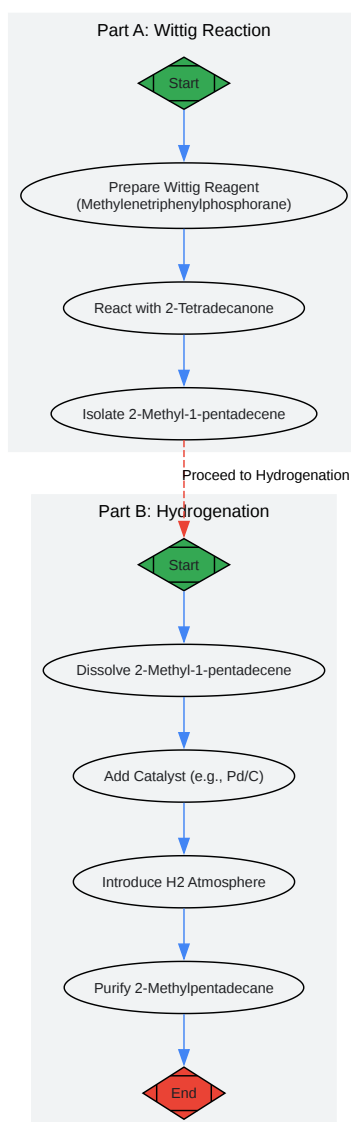 Part A: Wittig Reaction
Start
Prepare Wittig Reagent
(Methylenetriphenylphosphorane)
React with 2-Tetradecanone
Isolate 2-Methyl-1-pentadecene
Proceed to Hydrogenation
Part B: Hydrogenation
Start
Dissolve 2-Methyl-1-pentadecene
Add Catalyst (e.g., Pd/C)
Introduce H2 Atmosphere
Purify 2-Methylpentadecane
End